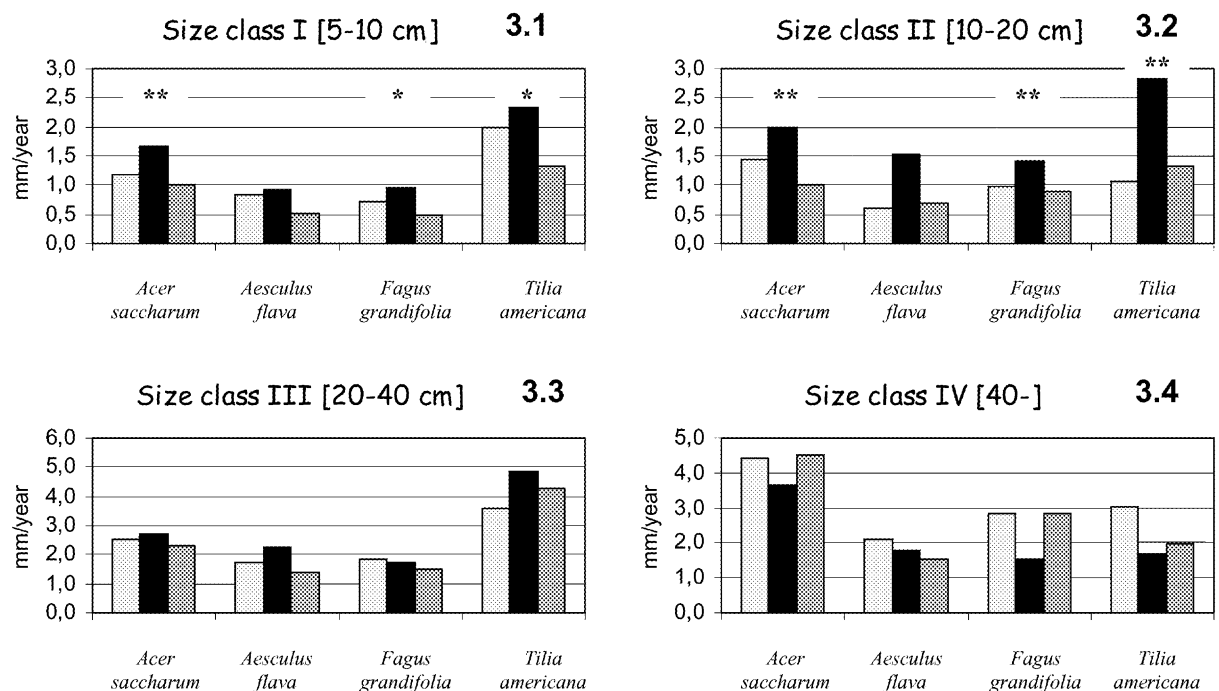 Size class I [5-10 cm] 3.1
3,0
2,5
2,0
1,5
1,0
0,5
0,0
mm/year
** * *
Acer saccharum
Aesculus flava
Fagus grandifolia
Tilia americana
Size class II [10-20 cm] 3.2
3,0
2,5
2,0
1,5
1,0
0,5
0,0
mm/year
** ** **
Acer saccharum
Aesculus flava
Fagus grandifolia
Tilia americana
Size class III [20-40 cm] 3.3
6,0
5,0
4,0
3,0
2,0
1,0
0,0
mm/year
Acer saccharum
Aesculus flava
Fagus grandifolia
Tilia americana
Size class IV [40-] 3.4
5,0
4,0
3,0
2,0
1,0
0,0
mm/year
Acer saccharum
Aesculus flava
Fagus grandifolia
Tilia americana